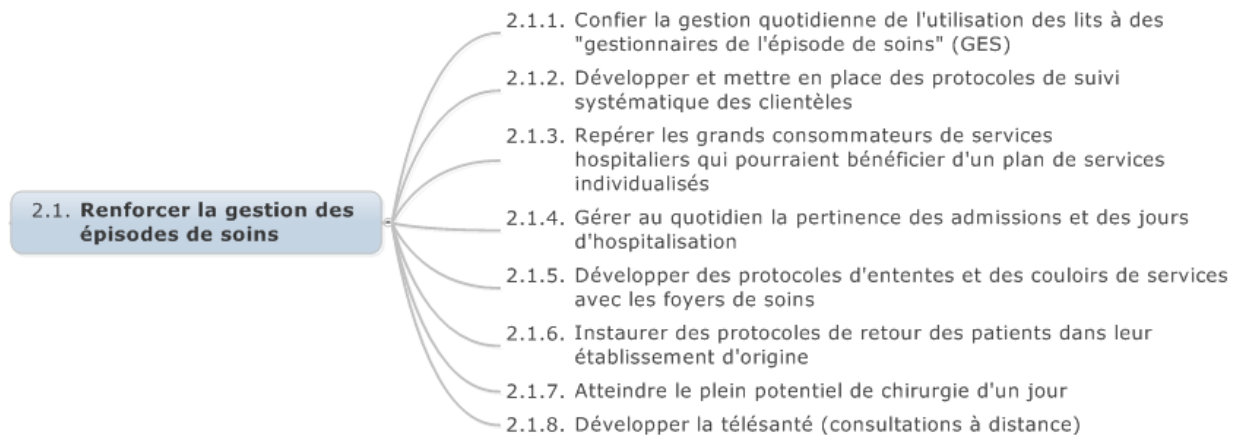 2.1. Renforcer la gestion des
épisodes de soins
2.1.1. Confier la gestion quotidienne de l'utilisation des lits à des
"gestionnaires de l'épisode de soins" (GES)
2.1.2. Développer et mettre en place des protocoles de suivi
systématique des clientèles
2.1.3. Repérer les grands consommateurs de services
hospitaliers qui pourraient bénéficier d'un plan de services
individualisés
2.1.4. Gérer au quotidien la pertinence des admissions et des jours
d'hospitalisation
2.1.5. Développer des protocoles d'ententes et des couloirs de services
avec les foyers de soins
2.1.6. Instaurer des protocoles de retour des patients dans leur
établissement d'origine
2.1.7. Atteindre le plein potentiel de chirurgie d'un jour
2.1.8. Développer la télésanté (consultations à distance)